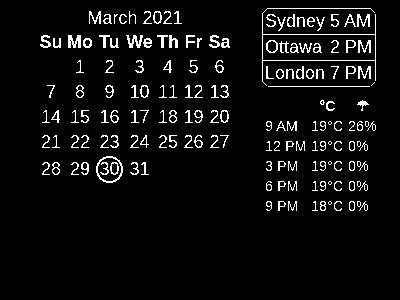 March 2021
Su Mo Tu We Th Fr Sa
1 2 3 4 5 6
7 8 9 10 11 12 13
14 15 16 17 18 19 20
21 22 23 24 25 26 27
28 29 30 31
Sydney 5 AM
Ottawa 2 PM
London 7 PM
°C ☂
9 AM 19°C 26%
12 PM 19°C 0%
3 PM 19°C 0%
6 PM 19°C 0%
9 PM 18°C 0%